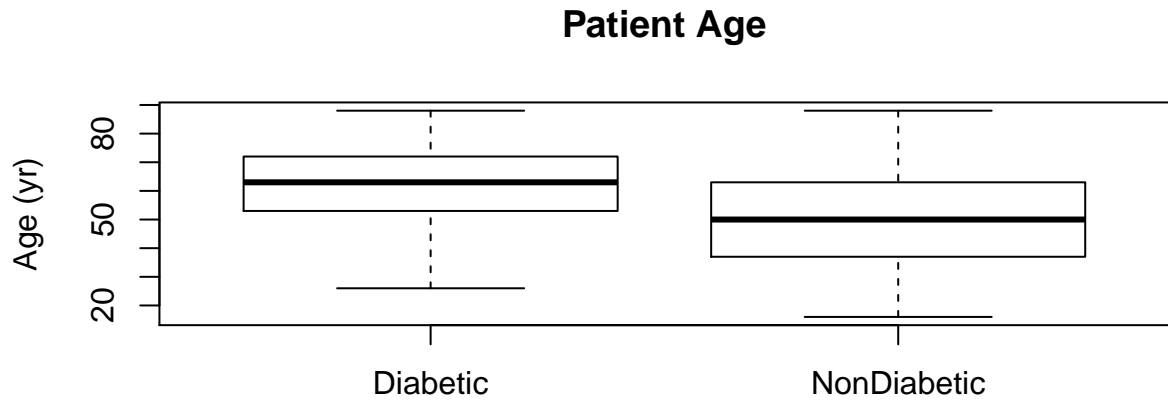 Patient Age
Age (yr)
80
50
20
Diabetic
NonDiabetic